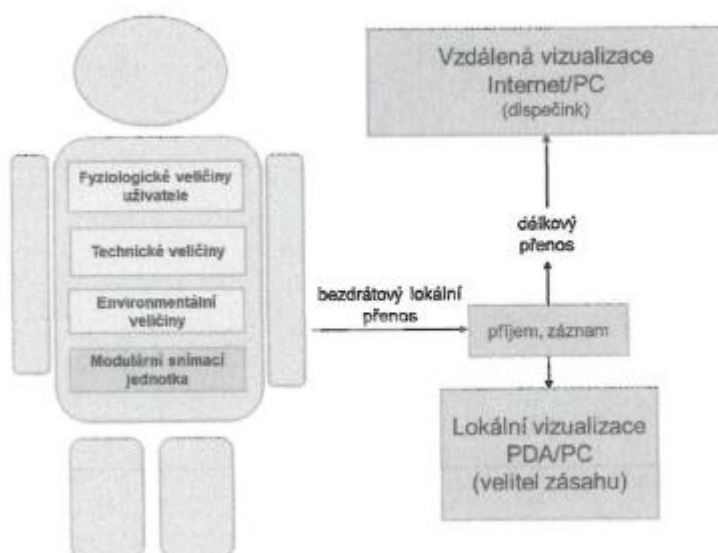 Vzdálená vizualizace
Internet/PC
(dispečink)
Fyziologické veličiny
uživatele
Technické veličiny
Environmentální
veličiny
Modulární snímací
jednotka
bezdrátový lokální
přenos
délkový
přenos
příjem, záznam
Lokální vizualizace
PDA/PC
(velitel zásahu)